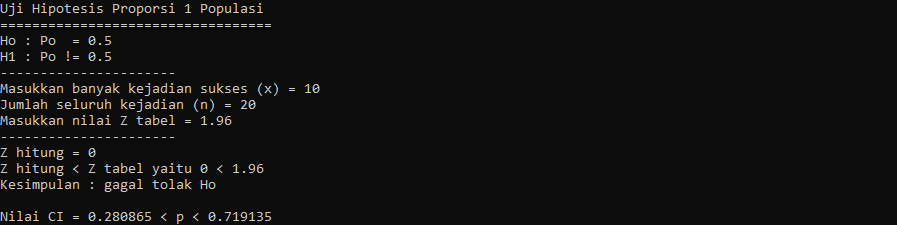 Uji Hipotesis Proporsi 1 Populasi
==================================
Ho : Po  = 0.5
H1 : Po != 0.5
----------------------
Masukkan banyak kejadian sukses (x) = 10
Jumlah seluruh kejadian (n) = 20
Masukkan nilai Z tabel = 1.96
----------------------
Z hitung = 0
Z hitung < Z tabel yaitu 0 < 1.96
Kesimpulan : gagal tolak Ho
Nilai CI = 0.280865 < p < 0.719135